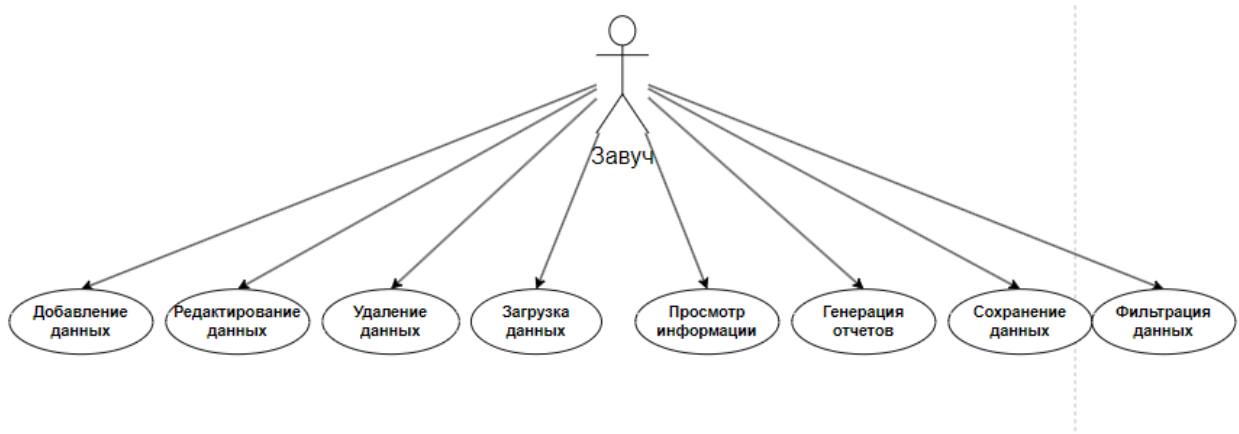 Завуч
Добавление
данных
Редактирование
данных
Удаление
данных
Загрузка
данных
Просмотр
информации
Генерация
отчетов
Сохранение
данных
Фильтрация
данных